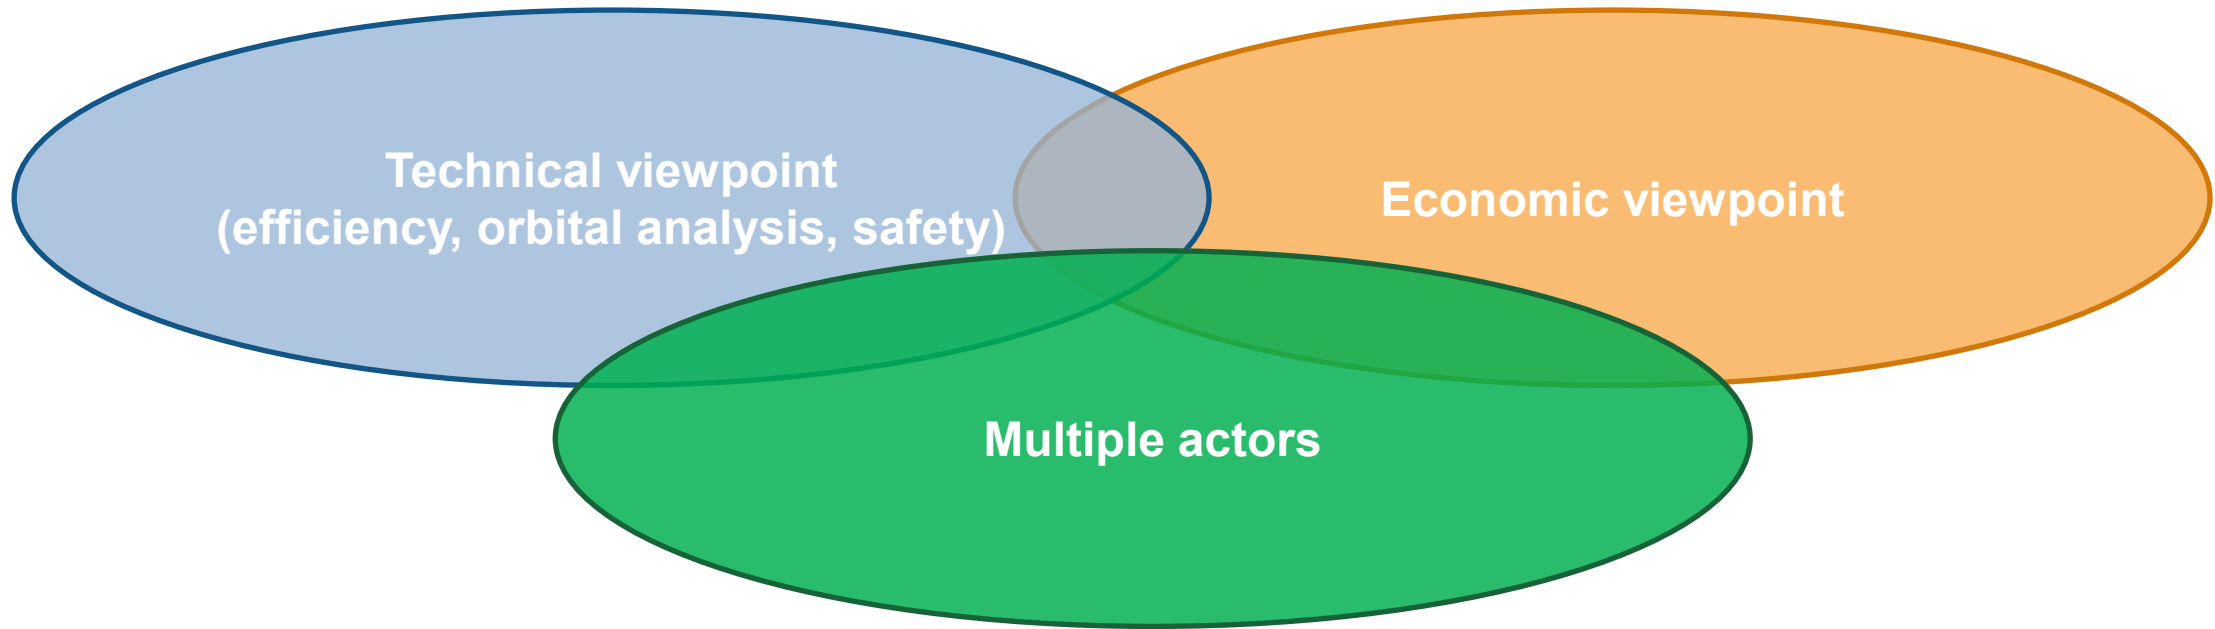 Technical viewpoint
(efficiency, orbital analysis, safety)
Economic viewpoint
Multiple actors